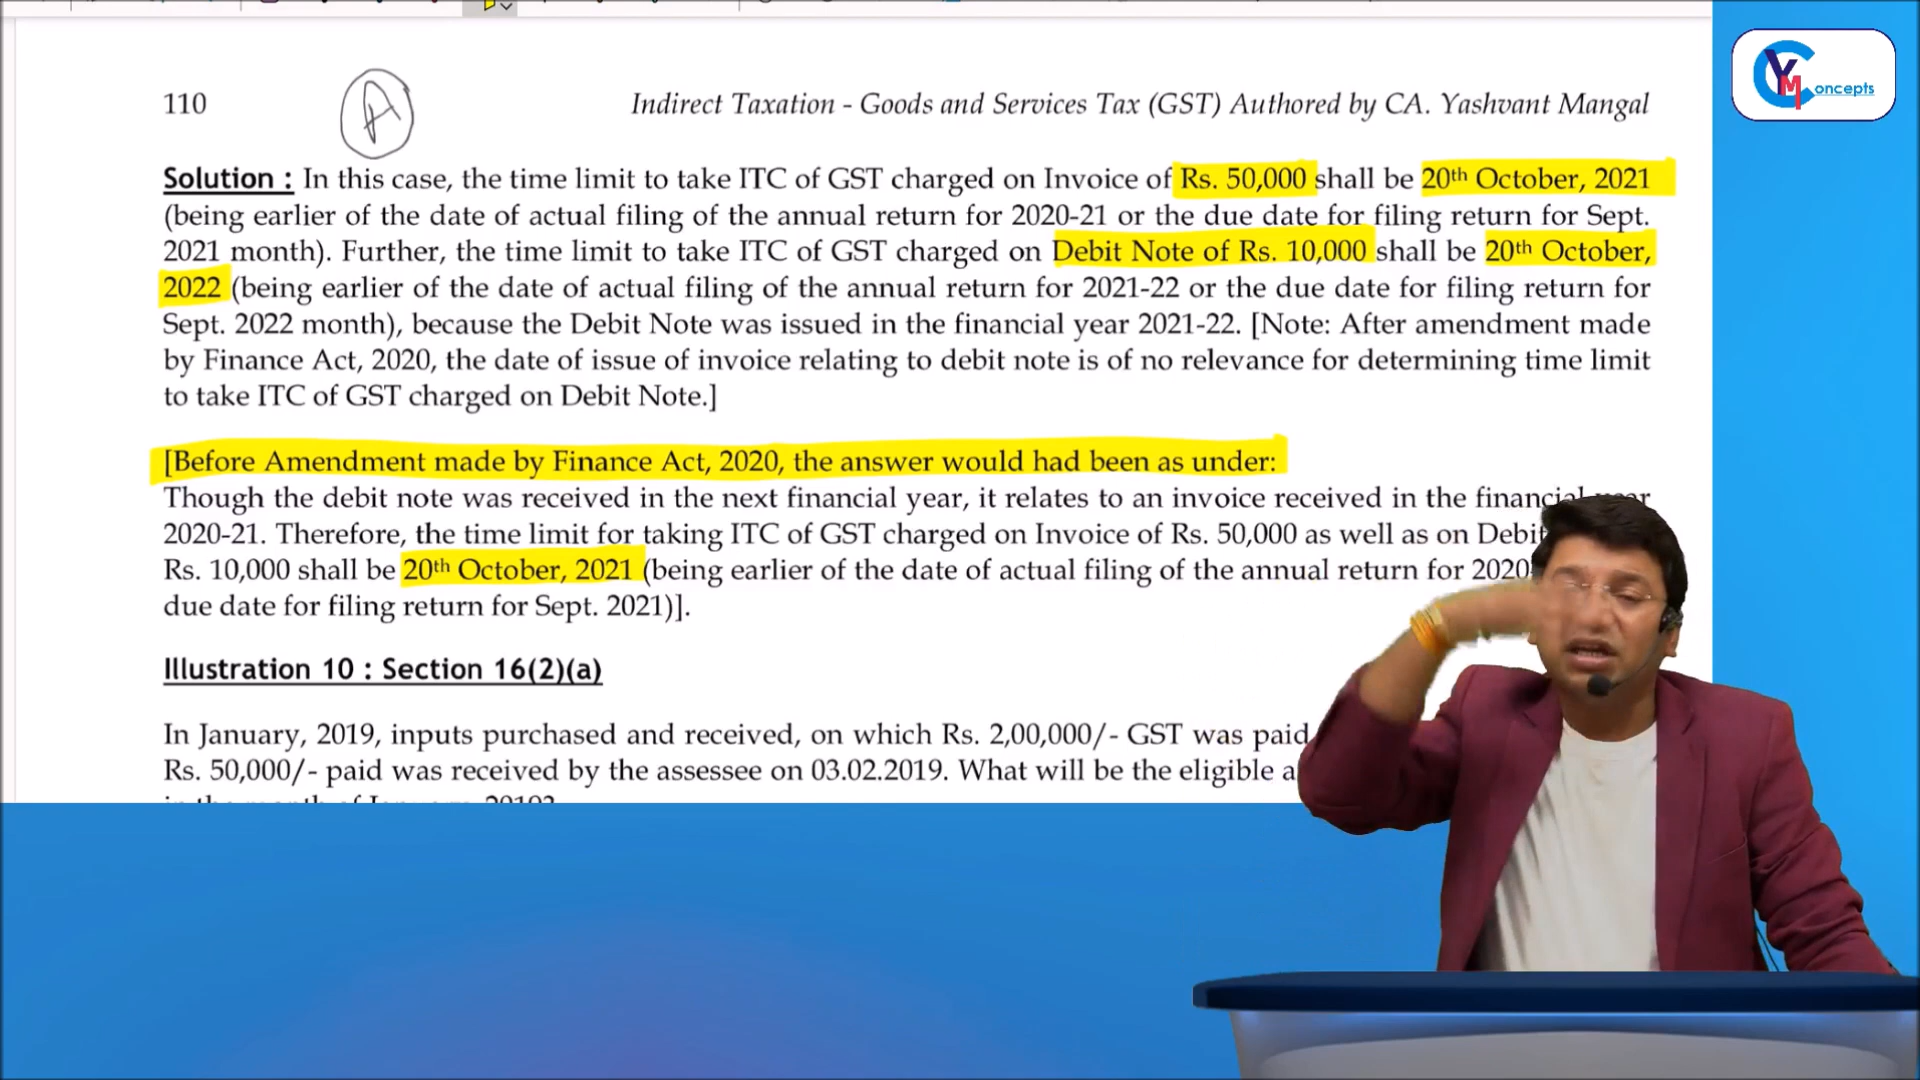 YM Concepts
110
A
Indirect Taxation - Goods and Services Tax (GST) Authored by CA. Yashvant Mangal
Solution : In this case, the time limit to take ITC of GST charged on Invoice of Rs. 50,000 shall be 20th October, 2021
(being earlier of the date of actual filing of the annual return for 2020-21 or the due date for filing return for Sept.
2021 month). Further, the time limit to take ITC of GST charged on Debit Note of Rs. 10,000 shall be 20th October,
2022 (being earlier of the date of actual filing of the annual return for 2021-22 or the due date for filing return for
Sept. 2022 month), because the Debit Note was issued in the financial year 2021-22. [Note: After amendment made
by Finance Act, 2020, the date of issue of invoice relating to debit note is of no relevance for determining time limit
to take ITC of GST charged on Debit Note.]
[Before Amendment made by Finance Act, 2020, the answer would had been as under:
Though the debit note was received in the next financial year, it relates to an invoice received in the financial year
2020-21. Therefore, the time limit for taking ITC of GST charged on Invoice of Rs. 50,000 as well as on Debit
Rs. 10,000 shall be 20th October, 2021 (being earlier of the date of actual filing of the annual return for 2020
due date for filing return for Sept. 2021)].
Illustration 10 : Section 16(2)(a)
In January, 2019, inputs purchased and received, on which Rs. 2,00,000/- GST was paid
Rs. 50,000/- paid was received by the assessee on 03.02.2019. What will be the eligible
in the month of January, 2019?